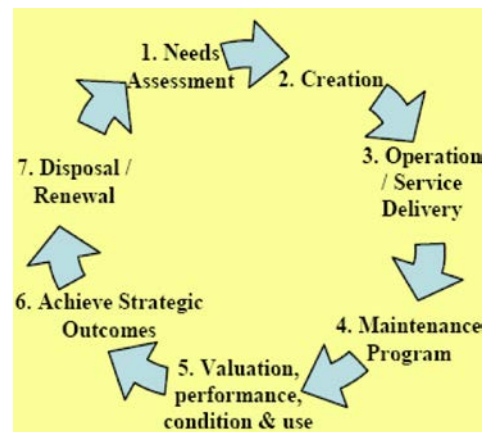 1. Needs
Assessment
2. Creation
3. Operation
/ Service
Delivery
4. Maintenance
Program
5. Valuation,
performance,
condition & use
6. Achieve Strategic
Outcomes
7. Disposal /
Renewal